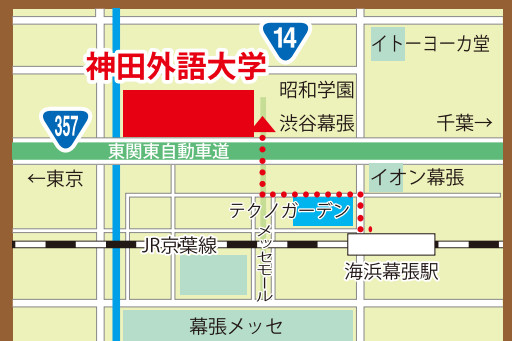 14
イトーヨーカ堂
神田外語大学
昭和学園
渋谷幕張
357
千葉→
東関東自動車道
←東京
イオン幕張
テクノガーデン
メッセモール
JR京葉線
海浜幕張駅
幕張メッセ